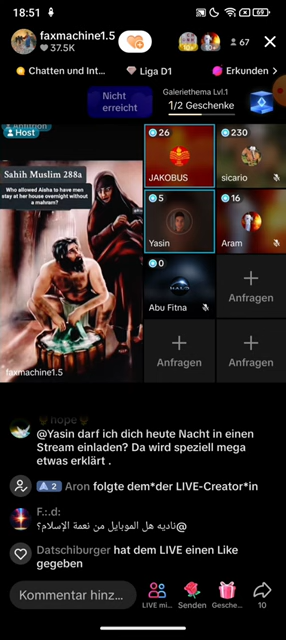 18:51
69
faxmachine1.5
37.5K
67
Chatten und Int...
Liga D1
Erkunden >
Nicht erreicht
Galeriethema Lvl.1
1/2 Geschenke
Host
Sahih Muslim 288a
Who allowed Aisha to have men
stay at her house overnight without
a mahram?
faxmachine1.5
26
JAKOBUS
230
sicario
5
Yasin
16
Aram
0
HALO
Abu Fitna
Anfragen
Anfragen
Anfragen
hope
@Yasin darf ich dich heute Nacht in einen
Stream einladen? Da wird speziell mega
etwas erklärt .
2 Aron folgte dem*der LIVE-Creator*in
F.:.d:
@ناديه هل الموبايل من نعمة الإسلام؟
Datschiburger hat dem LIVE einen Like
gegeben
Kommentar hinz...
LIVE mi...
Senden
Gesche...
10